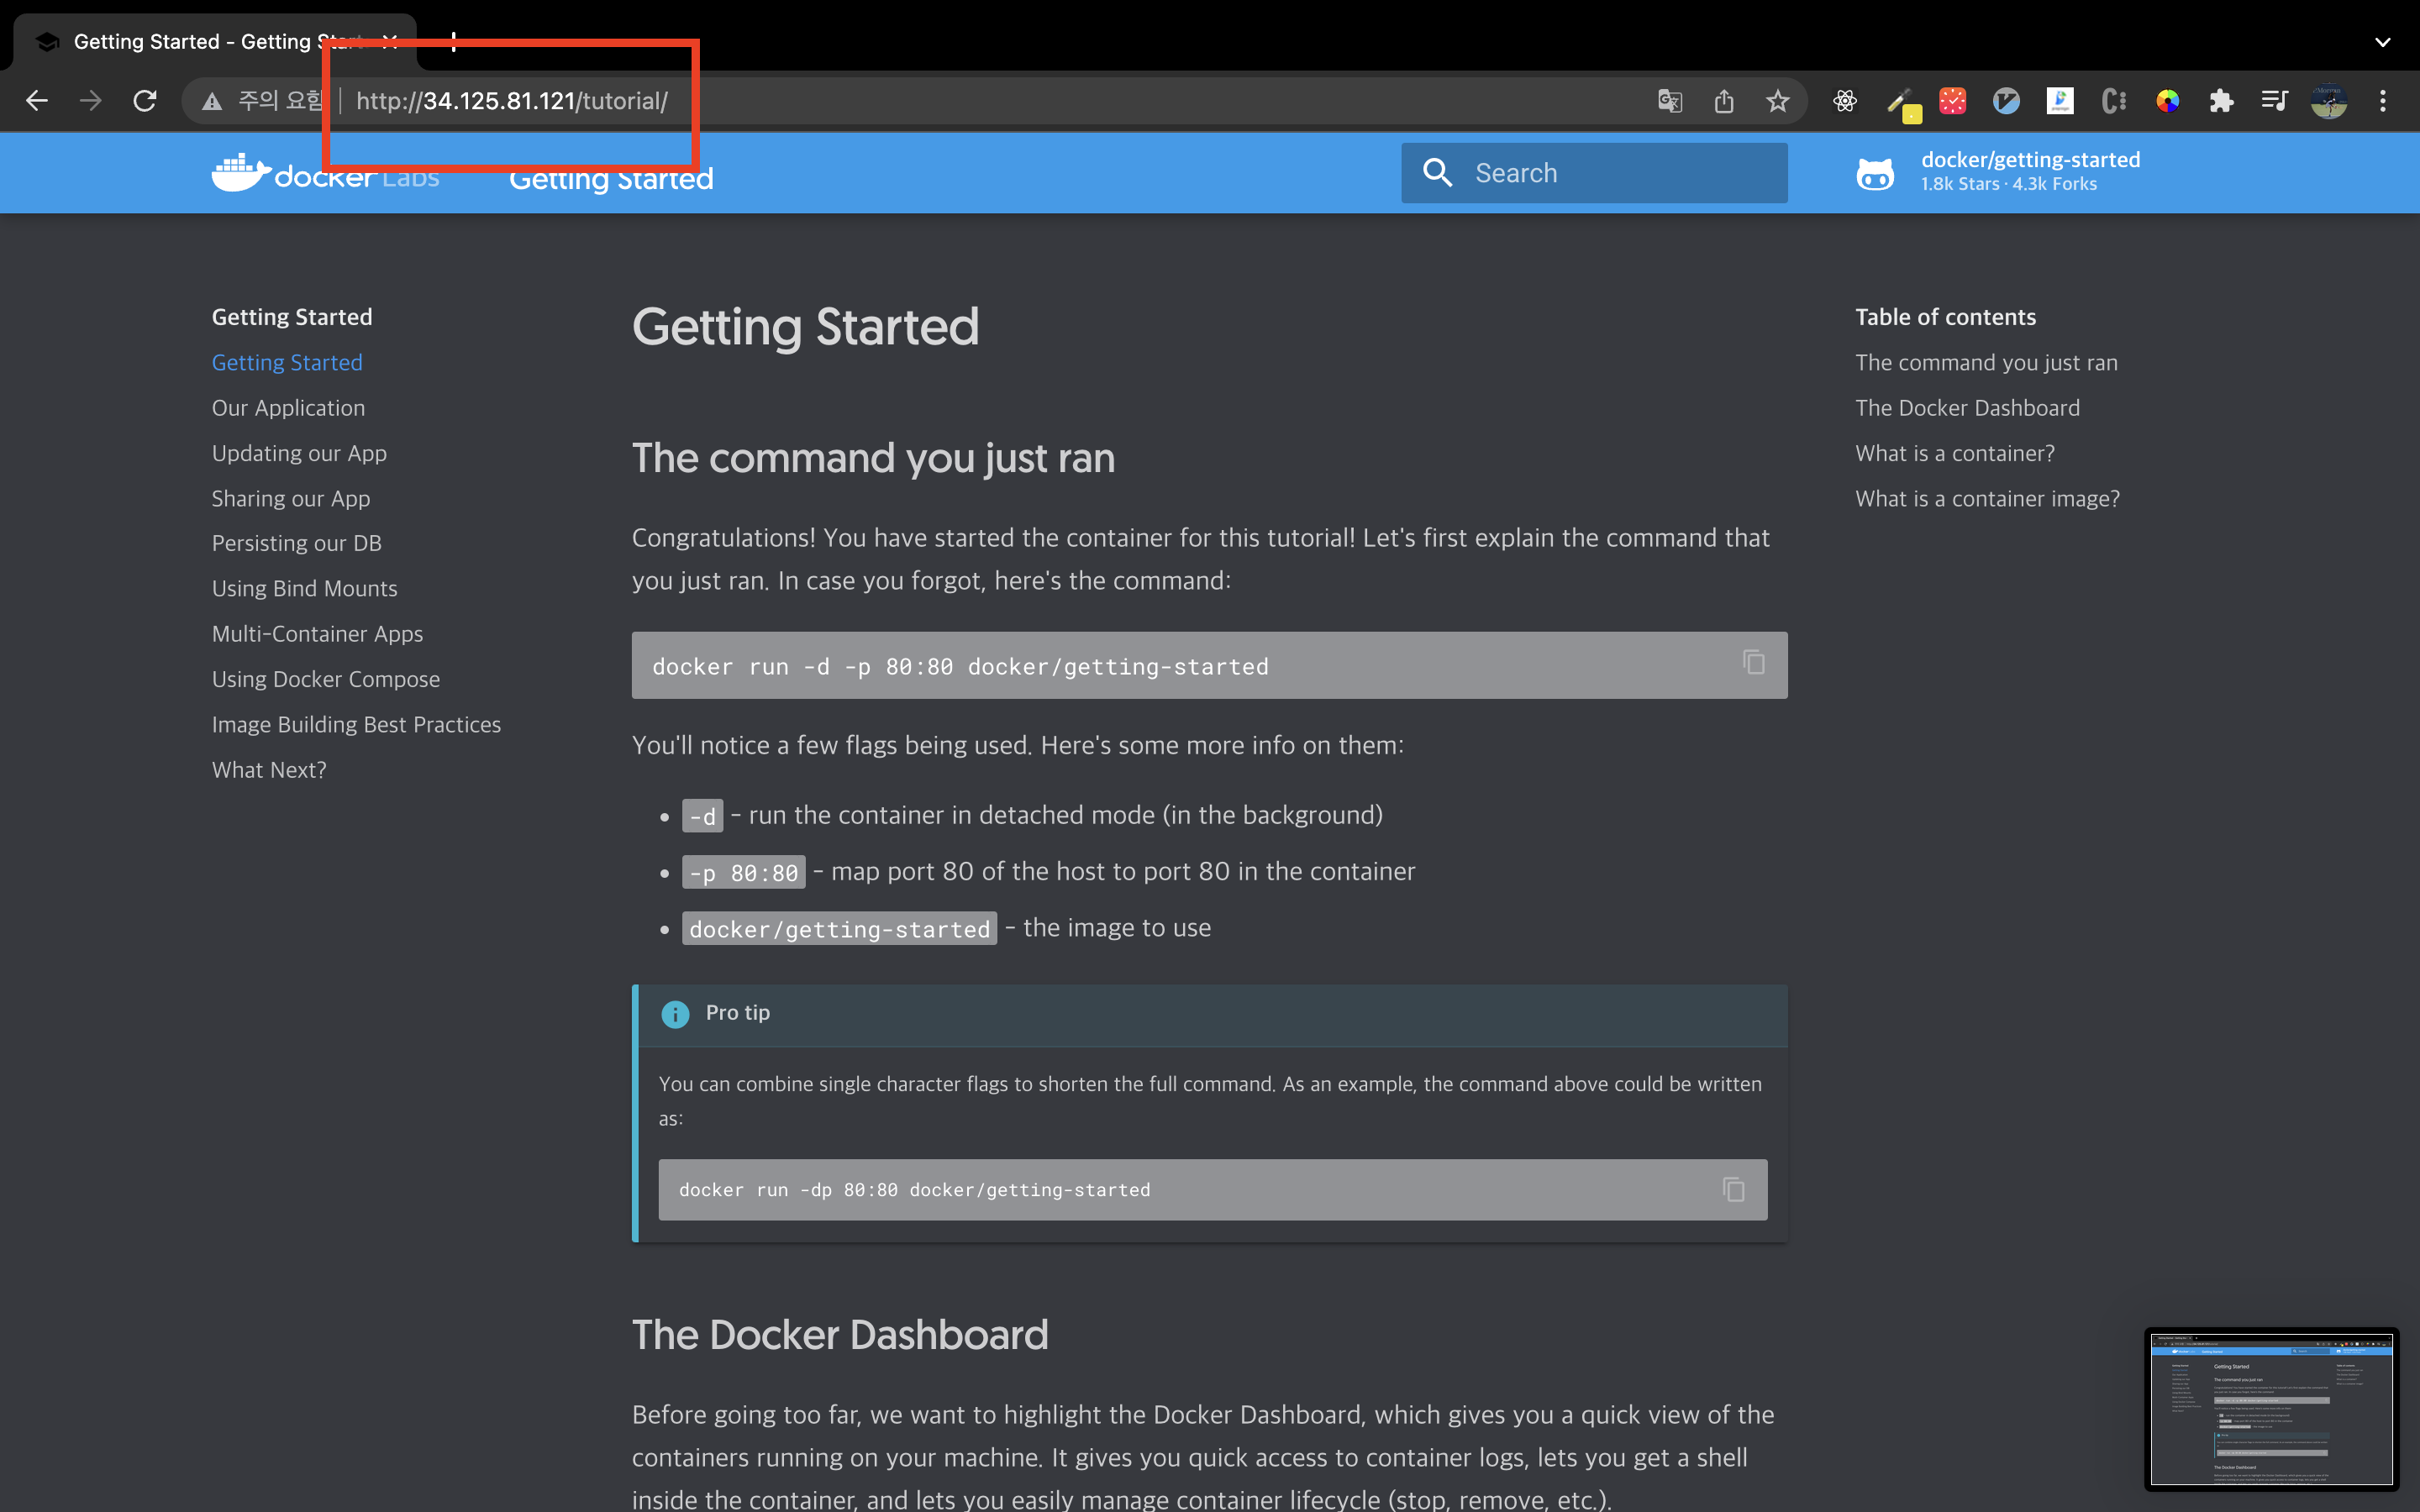 Getting Started - Getting Start
주의 요함
http://34.125.81.121/tutorial/
docker Labs
Getting Started
Search
docker/getting-started
1.8k Stars · 4.3k Forks
Getting Started
Getting Started
Our Application
Updating our App
Sharing our App
Persisting our DB
Using Bind Mounts
Multi-Container Apps
Using Docker Compose
Image Building Best Practices
What Next?
Getting Started
The command you just ran
Congratulations! You have started the container for this tutorial! Let's first explain the command that
you just ran. In case you forgot, here's the command:
docker run -d -p 80:80 docker/getting-started
You'll notice a few flags being used. Here's some more info on them:
-d - run the container in detached mode (in the background)
-p 80:80 - map port 80 of the host to port 80 in the container
docker/getting-started - the image to use
Pro tip
You can combine single character flags to shorten the full command. As an example, the command above could be written
as:
docker run -dp 80:80 docker/getting-started
The Docker Dashboard
Before going too far, we want to highlight the Docker Dashboard, which gives you a quick view of the
containers running on your machine. It gives you quick access to container logs, lets you get a shell
inside the container, and lets you easily manage container lifecycle (stop, remove, etc.).
Table of contents
The command you just ran
The Docker Dashboard
What is a container?
What is a container image?